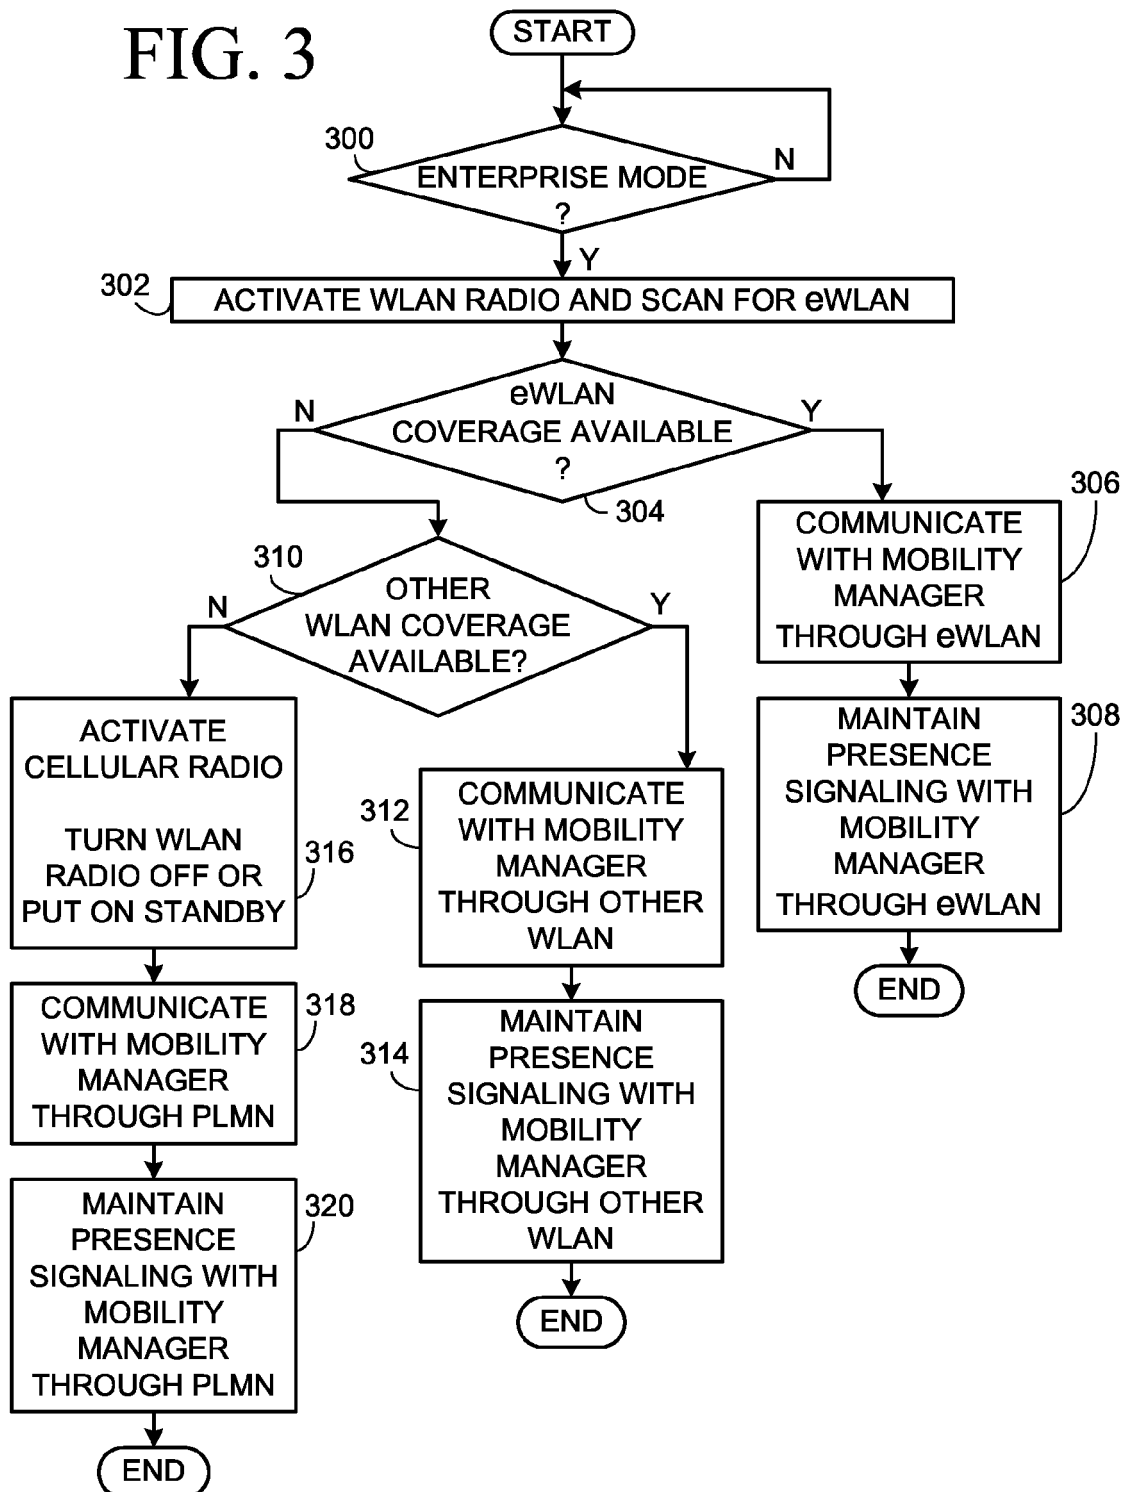 FIG. 3
START
300
N
ENTERPRISE MODE
?
Y
302
ACTIVATE WLAN RADIO AND SCAN FOR eWLAN
eWLAN
COVERAGE AVAILABLE
?
N
Y
304
306
COMMUNICATE
WITH MOBILITY
MANAGER
THROUGH eWLAN
308
MAINTAIN
PRESENCE
SIGNALING WITH
MOBILITY
MANAGER
THROUGH eWLAN
END
310
OTHER
WLAN COVERAGE
AVAILABLE?
N
Y
312
COMMUNICATE
WITH MOBILITY
MANAGER
THROUGH OTHER
WLAN
314
MAINTAIN
PRESENCE
SIGNALING WITH
MOBILITY
MANAGER
THROUGH OTHER
WLAN
END
ACTIVATE
CELLULAR RADIO
TURN WLAN
RADIO OFF OR
PUT ON STANDBY
316
COMMUNICATE
WITH MOBILITY
MANAGER
THROUGH PLMN
318
MAINTAIN
PRESENCE
SIGNALING WITH
MOBILITY
MANAGER
THROUGH PLMN
320
END